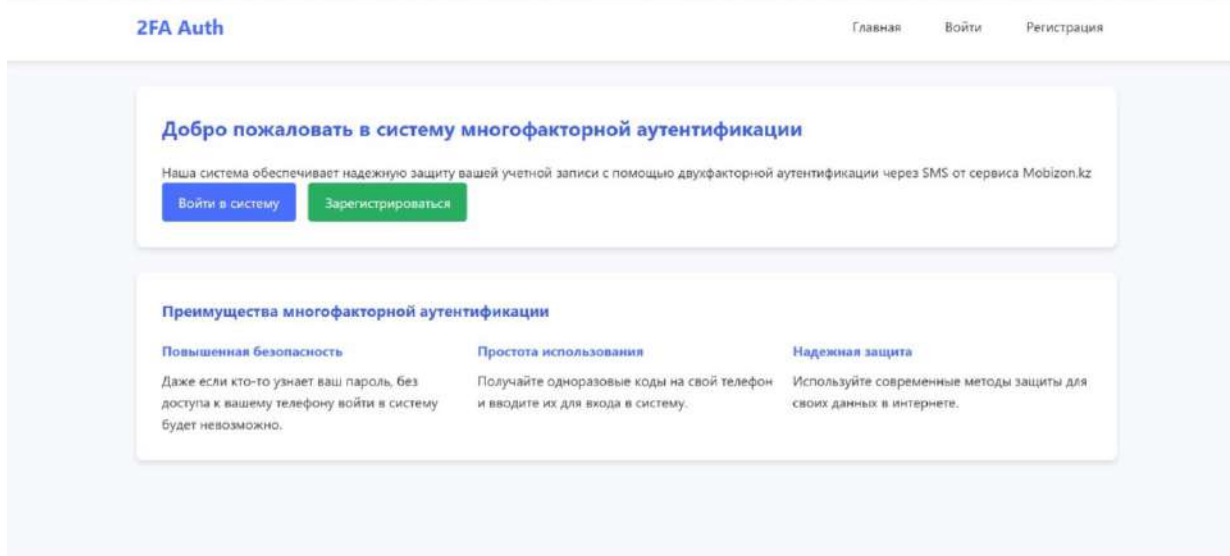 2FA Auth
Главная Войти Регистрация
Добро пожаловать в систему многофакторной аутентификации
Наша система обеспечивает надежную защиту вашей учетной записи с помощью двухфакторной аутентификации через SMS от сервиса Mobizon.kz
Войти в систему Зарегистрироваться
Преимущества многофакторной аутентификации
Повышенная безопасность
Даже если кто-то узнает ваш пароль, без
доступа к вашему телефону войти в систему
будет невозможно.
Простота использования
Получайте одноразовые коды на свой телефон
и вводите их для входа в систему.
Надежная защита
Используйте современные методы защиты для
своих данных в интернете.